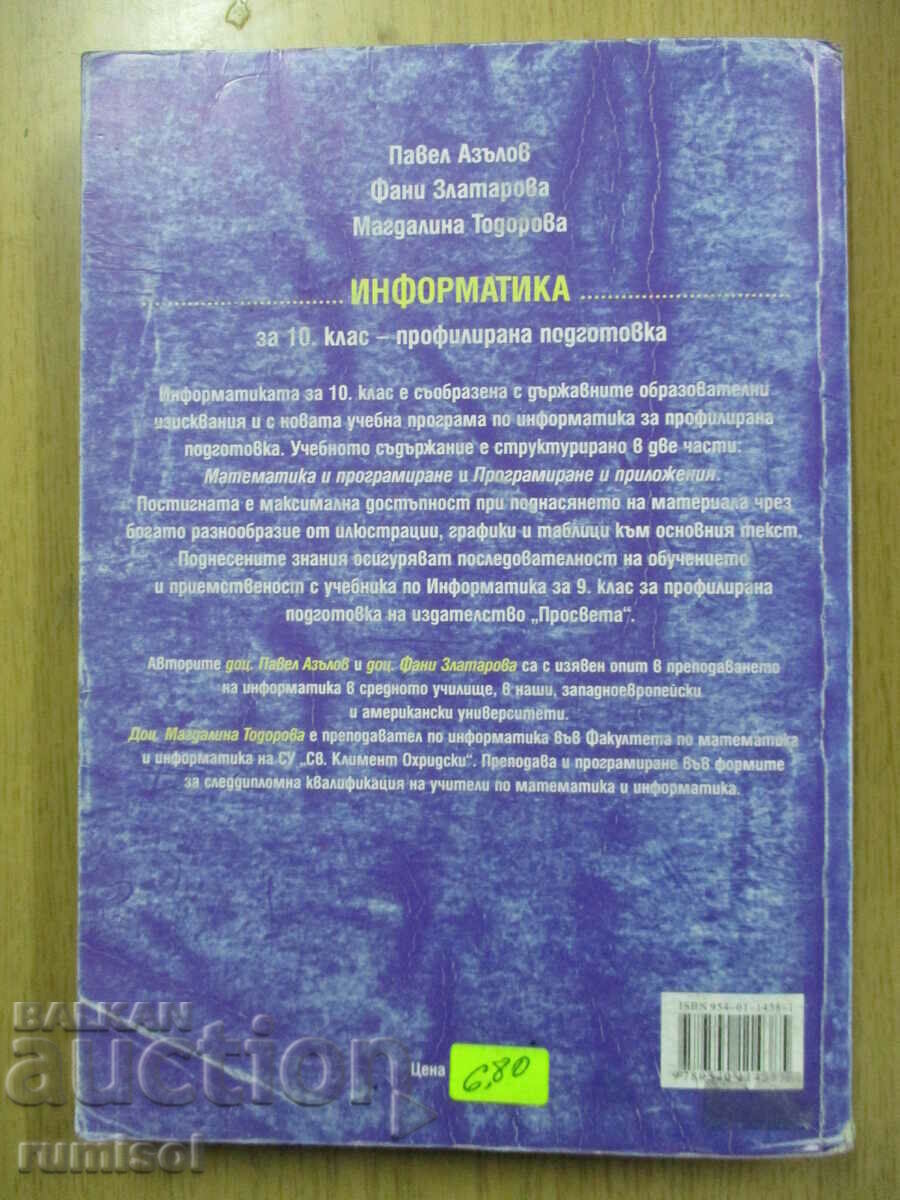 Павел Азълов
Фани Златарова
Магдалина Тодорова
ИНФОРМАТИКА
за 10. клас – профилирана подготовка
Информатиката за 10. клас е съобразена с държавните образователни
изисквания и с новата учебна програма по информатика за профилирана
подготовка. Учебното съдържание е структурирано в две части:
Математика и програмиране и Програмиране и приложения.
Постигната е максимална достъпност при поднасянето на материала чрез
богато разнообразие от илюстрации, графики и таблици към основния текст.
Поднесените знания осигуряват последователност на обучението
и приемственост с учебника по Информатика за 9. клас за профилирана
подготовка на издателство „Просвета“.
Авторите доц. Павел Азълов и доц. Фани Златарова са с изявен опит в преподаването
на информатика в средното училище, в наши, западноевропейски
и американски университети.
Доц. Магдалина Тодорова е преподавател по информатика във Факултета по математика
и информатика на СУ „Св. Климент Охридски“. Преподава и програмиране във формите
за следдипломна квалификация на учители по математика и информатика.
ISBN 954-01-1438-1
Цена 6,80
BALKAN
auction
rumisol